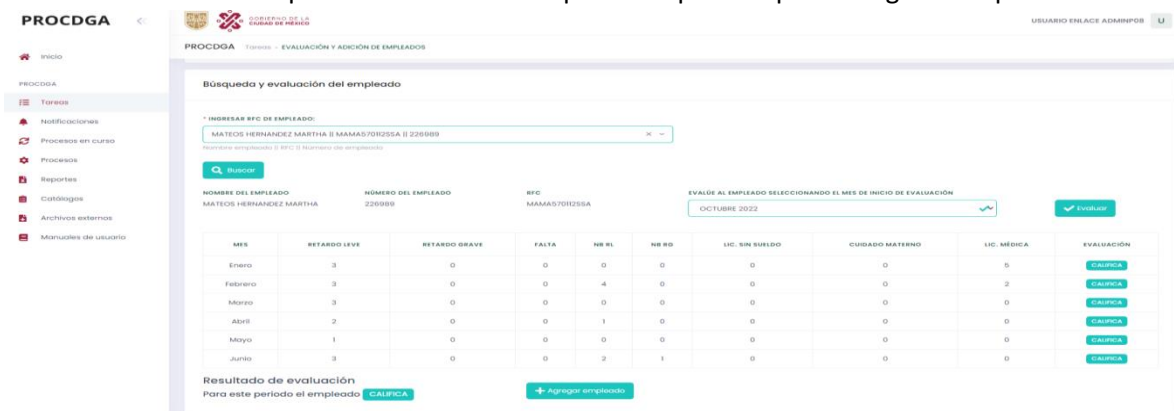 PROCDGA
GOBIERNO DE LA
CIUDAD DE MÉXICO
USUARIO ENLACE ADMINP08 U
PROCDGA Tareas - EVALUACIÓN Y ADICIÓN DE EMPLEADOS
Inicio
PROCDGA
Tareas
Notificaciones
Procesos en curso
Procesos
Reportes
Catálogos
Archivos externos
Manuales de usuario
Búsqueda y evaluación del empleado
* INGRESAR RFC DE EMPLEADO:
MATEOS HERNANDEZ MARTHA || MAMA570112SSA || 226989
Nombre empleado || RFC || Número de empleado
Buscar
NOMBRE DEL EMPLEADO NÚMERO DEL EMPLEADO RFC EVALÚE AL EMPLEADO SELECCIONANDO EL MES DE INICIO DE EVALUACIÓN
MATEOS HERNANDEZ MARTHA 226989 MAMA570112SSA OCTUBRE 2022 Evaluar
MES RETARDO LEVE RETARDO GRAVE FALTA NB RL NB RG LIC. SIN SUELDO CUIDADO MATERNO LIC. MÉDICA EVALUACIÓN
Enero 3 0 0 0 0 0 0 5 CALIFICA
Febrero 3 0 0 4 0 0 0 2 CALIFICA
Marzo 3 0 0 0 0 0 0 0 CALIFICA
Abril 2 0 0 1 0 0 0 0 CALIFICA
Mayo 1 0 0 0 0 0 0 0 CALIFICA
Junio 3 0 0 2 1 0 0 0 CALIFICA
Resultado de evaluación
Para este periodo el empleado CALIFICA
Agregar empleado